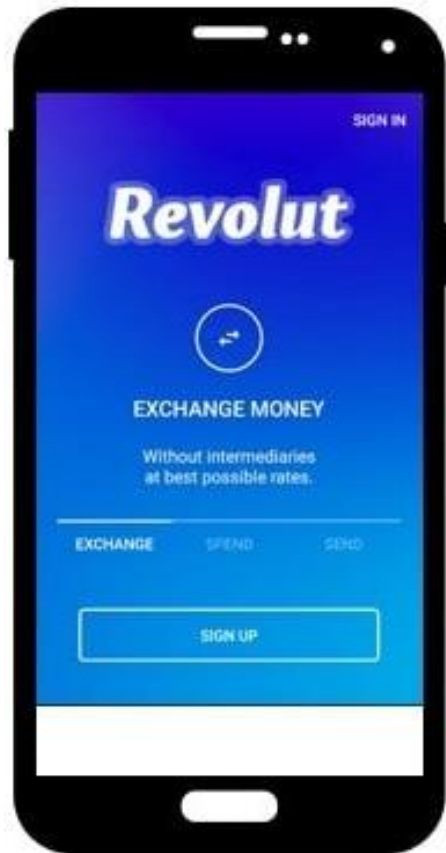 SIGN IN
Revolut
EXCHANGE MONEY
Without intermediaries
at best possible rates.
EXCHANGE SPEND SEND
SIGN UP